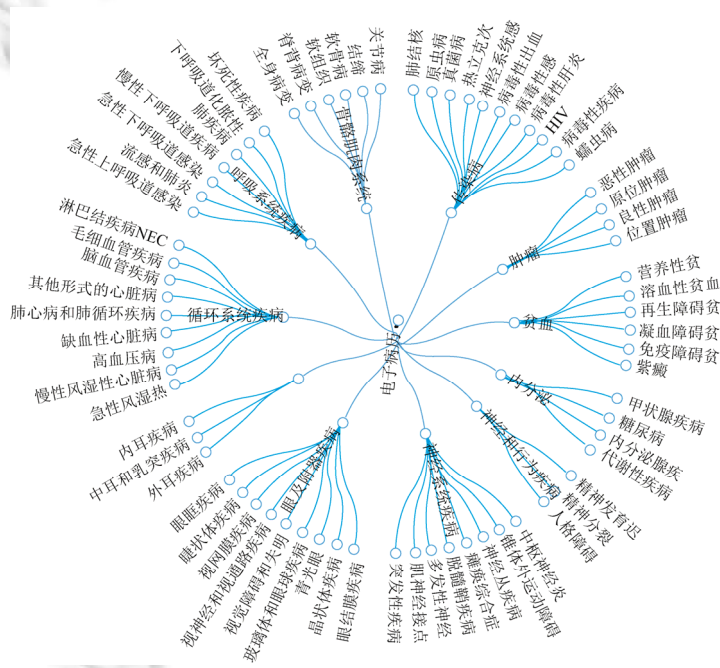 电子病历
骨骼肌肉系统
关节病
结缔
软骨病
软组织
脊背病变
全身病变
呼吸系统疾病
坏死性疾病
下呼吸道化脓性
肺疾病
慢性下呼吸道疾病
急性下呼吸道感染
流感和肺炎
急性上呼吸道感染
循环系统疾病
淋巴结疾病NEC
毛细血管疾病
脑血管疾病
其他形式的心脏病
肺心病和肺循环疾病
缺血性心脏病
高血压病
慢性风湿性心脏病
急性风湿热
内耳疾病
中耳和乳突疾病
外耳疾病
眼及附器疾病
眼眶疾病
睫状体疾病
视网膜疾病
视神经和视通路疾病
视觉障碍和失明
玻璃体和眼球疾病
青光眼
晶状体疾病
眼结膜疾病
神经系统疾病
突发性疾病
肌神经接点
多发性神经
脱髓鞘疾病
瘫痪综合症
神经丛疾病
锥体外运动障碍
中枢神经炎
神经和行为疾病
人格障碍
精神分裂
精神发育迟
内分泌
代谢性疾病
内分泌腺疾
糖尿病
甲状腺疾病
贫血
营养性贫
溶血性贫血
再生障碍贫
凝血障碍贫
免疫障碍贫
紫癜
肿瘤
恶性肿瘤
原位肿瘤
良性肿瘤
位置肿瘤
传染病
肺结核
原虫病
真菌病
热立克次
神经系统感
病毒性出血
病毒性感
病毒性肝炎
HIV
病毒性疾病
蠕虫病